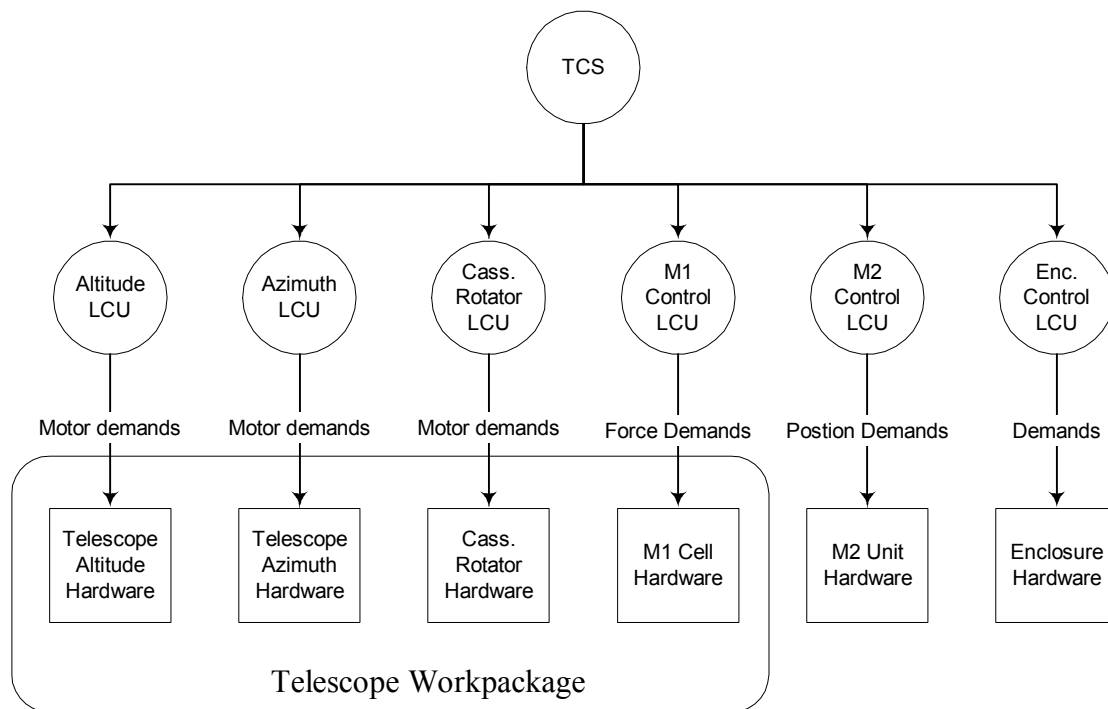 TCS
Altitude
LCU
Azimuth
LCU
Cass.
Rotator
LCU
M1
Control
LCU
M2
Control
LCU
Enc.
Control
LCU
Motor demands
Motor demands
Motor demands
Force Demands
Postion Demands
Demands
Telescope
Altitude
Hardware
Telescope
Azimuth
Hardware
Cass.
Rotator
Hardware
M1 Cell
Hardware
M2 Unit
Hardware
Enclosure
Hardware
Telescope Workpackage